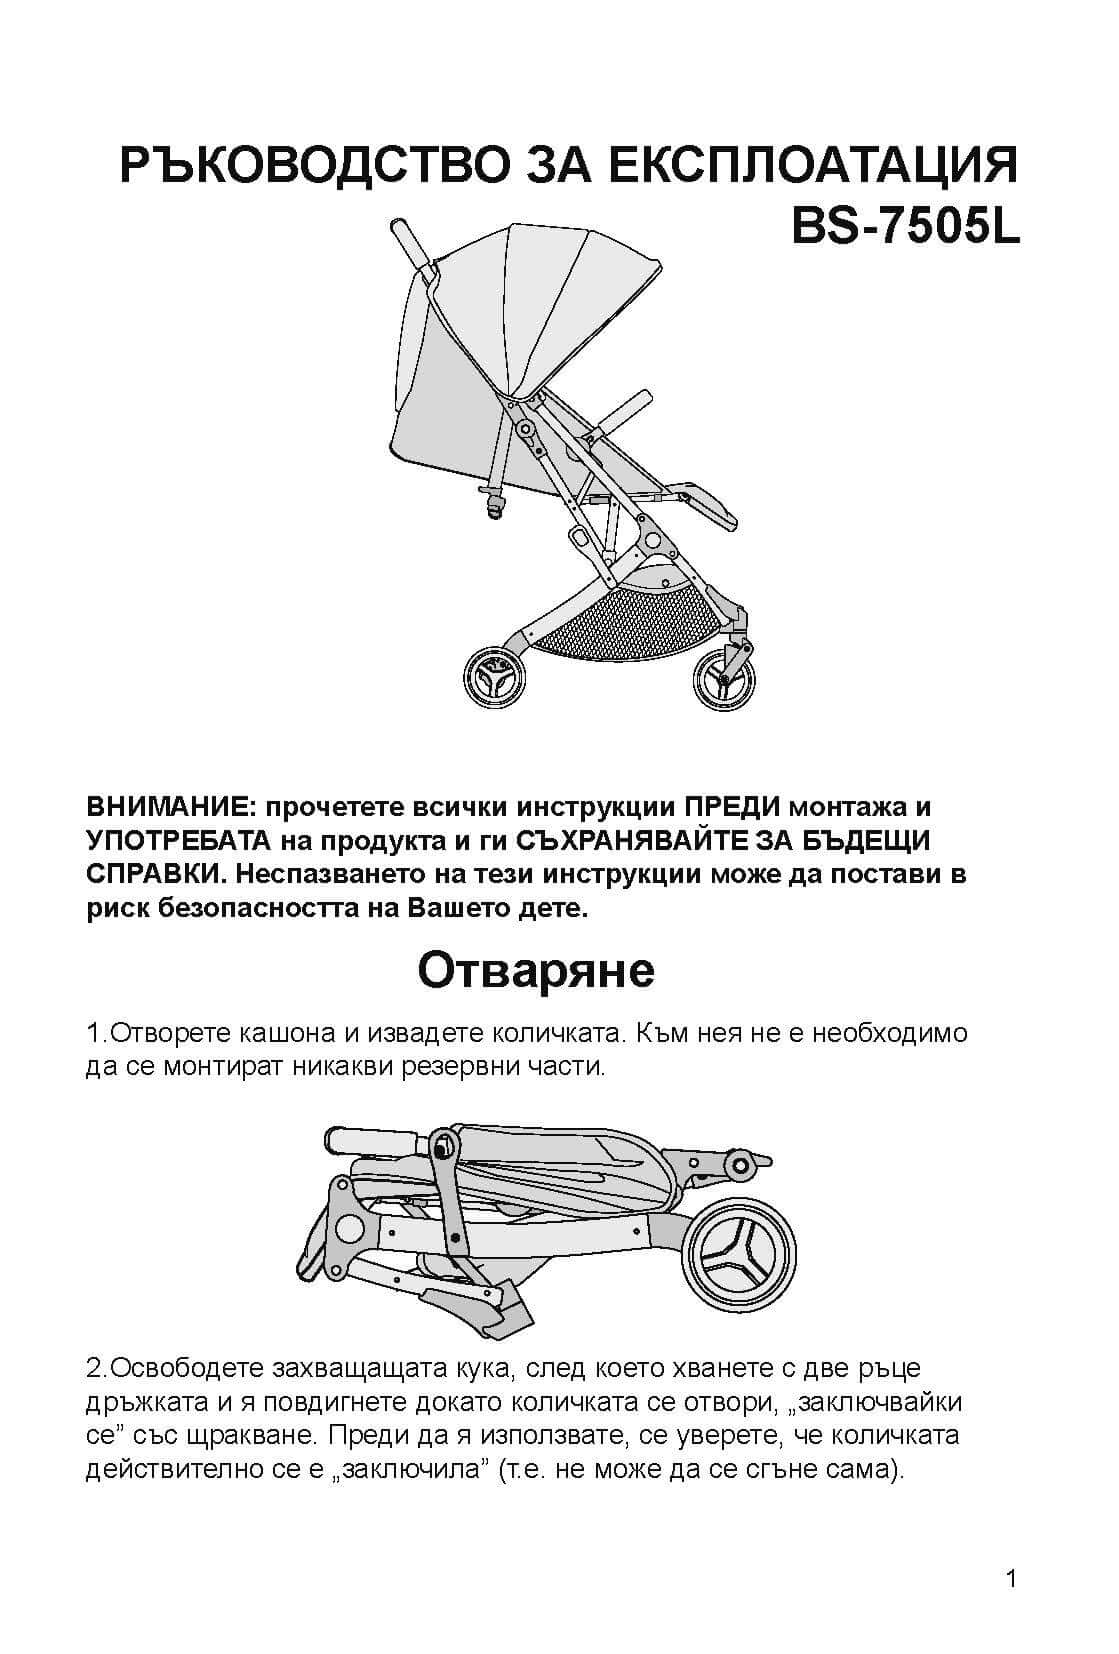 РЪКОВОДСТВО ЗА ЕКСПЛОАТАЦИЯ
BS-7505L
ВНИМАНИЕ: прочетете всички инструкции ПРЕДИ монтажа и
УПОТРЕБАТА на продукта и ги СЪХРАНЯВАЙТЕ ЗА БЪДЕЩИ
СПРАВКИ. Неспазването на тези инструкции може да постави в
риск безопасността на Вашето дете.
Отваряне
1.Отворете кашона и извадете количката. Към нея не е необходимо
да се монтират никакви резервни части.
2.Освободете захващащата кука, след което хванете с две ръце
дръжката и я повдигнете докато количката се отвори, „заключвайки
се” със щракване. Преди да я използвате, се уверете, че количката
действително се е „заключила” (т.е. не може да се сгъне сама).
1